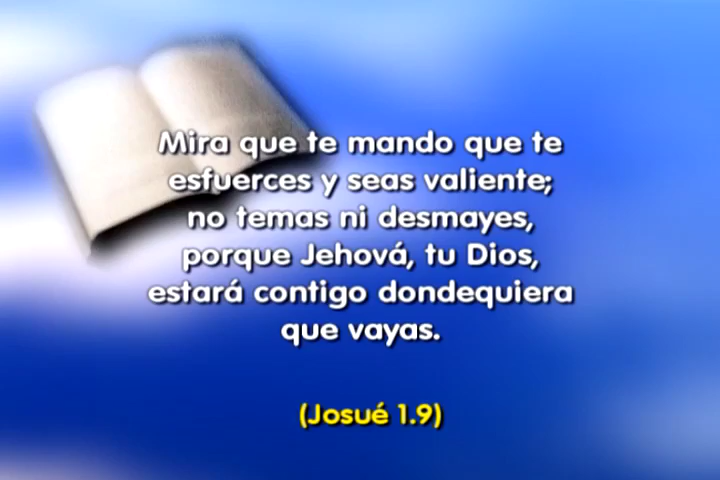 Mira que te mando que te
esfuerces y seas valiente;
no temas ni desmayes,
porque Jehová, tu Dios,
estará contigo dondequiera
que vayas.
(Josué 1.9)